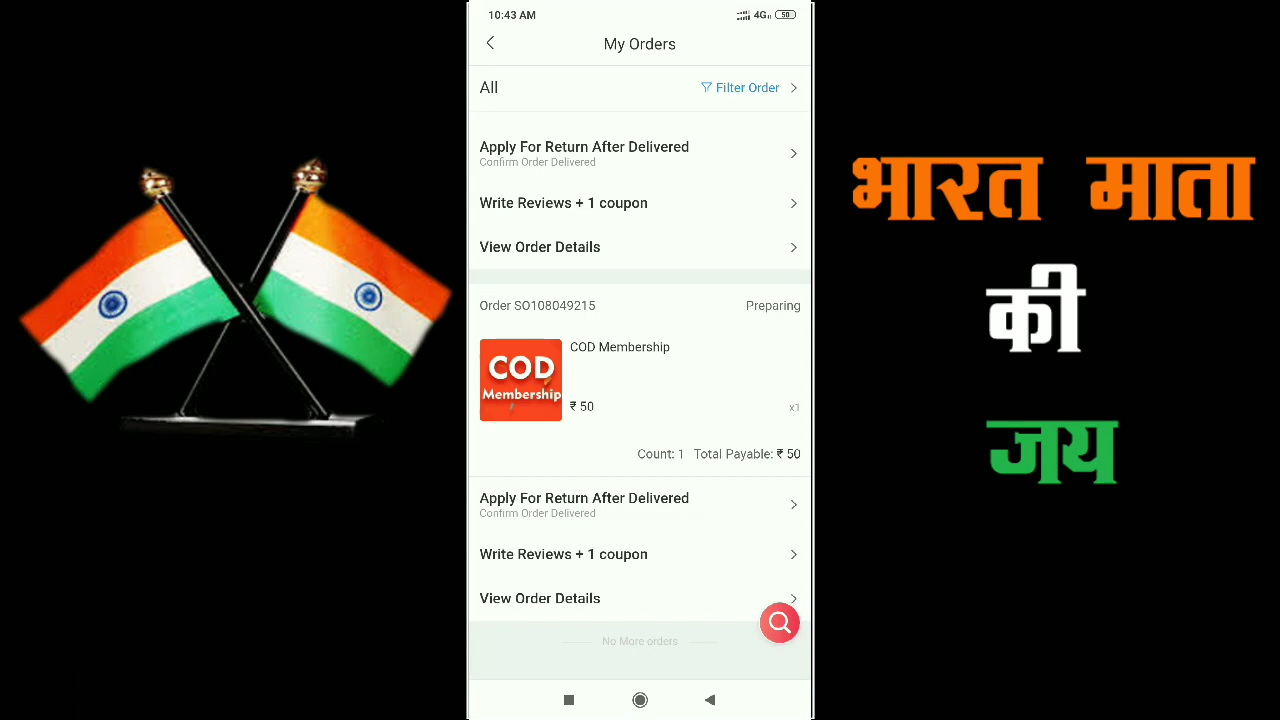 10:43 AM
4G
50
My Orders
All
Filter Order
Apply For Return After Delivered
Confirm Order Delivered
Write Reviews + 1 coupon
View Order Details
Order SO108049215
Preparing
COD
Membership
COD Membership
₹ 50
x1
Count: 1 Total Payable: ₹ 50
Apply For Return After Delivered
Confirm Order Delivered
Write Reviews + 1 coupon
View Order Details
No More orders
भारत माता
की
जय